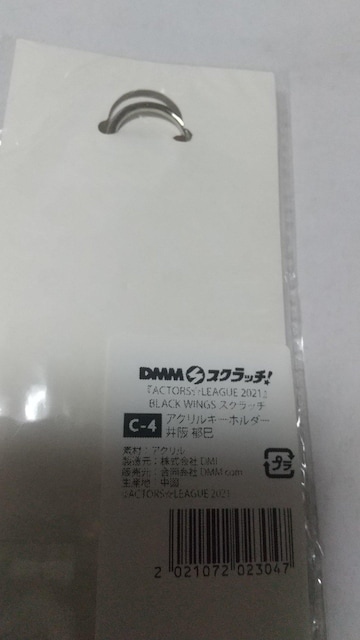 DMMスクラッチ!
『ACTORS☆LEAGUE 2021』
BLACK WINGS スクラッチ
C-4 アクリルキーホルダー
井阪 郁巳
素材:アクリル
製造元:株式会社 DMI
販売元:合同会社DMM.com
生産地 中国
©ACTORS☆LEAGUE 2021
プラ
2 021072 023047